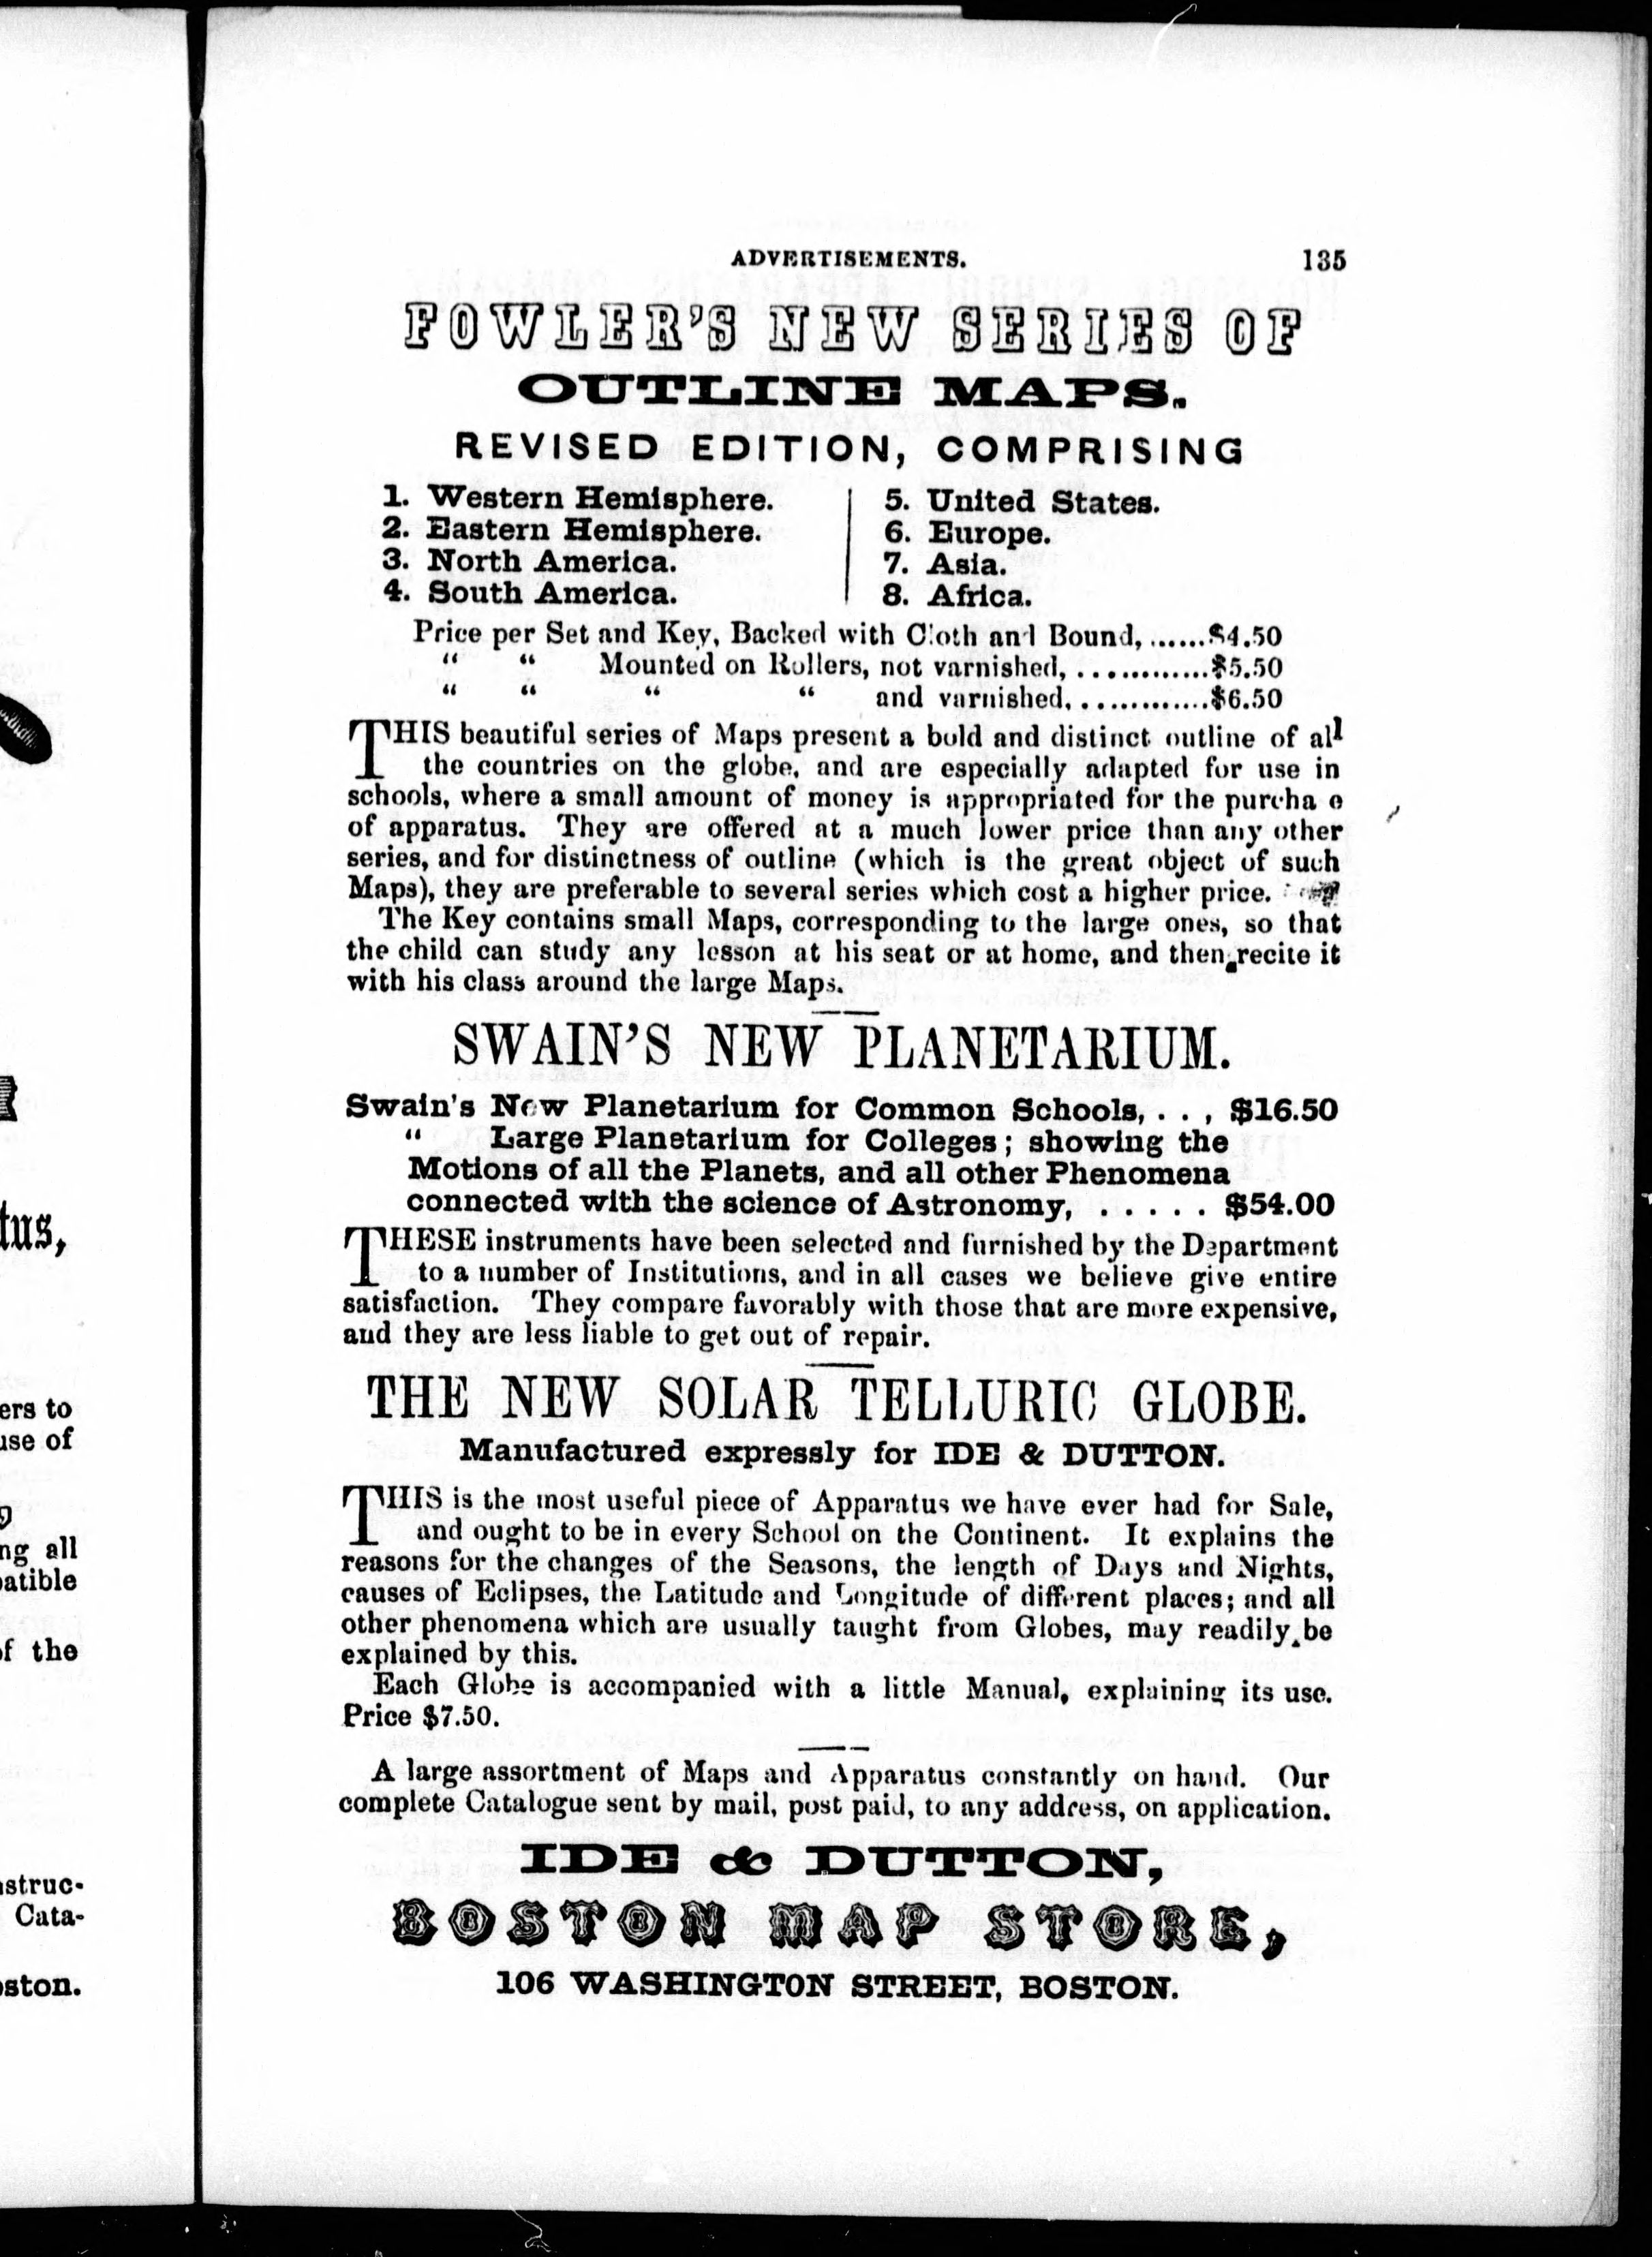 ADVERTISEMENTS. 135
FOWLER'S NEW SERIES OF
OUTLINE MAPS.
REVISED EDITION, COMPRISING
1. Western Hemisphere.
2. Eastern Hemisphere.
3. North America.
4. South America.
5. United States.
6. Europe.
7. Asia.
8. Africa.
Price per Set and Key, Backed with Cloth and Bound, ......$4.50
“ “ Mounted on Rollers, not varnished, .............$5.50
“ “ “ “ and varnished, .............$6.50
THIS beautiful series of Maps present a bold and distinct outline of all
the countries on the globe, and are especially adapted for use in
schools, where a small amount of money is appropriated for the purcha e
of apparatus. They are offered at a much lower price than any other
series, and for distinctness of outline (which is the great object of such
Maps), they are preferable to several series which cost a higher price.
The Key contains small Maps, corresponding to the large ones, so that
the child can study any lesson at his seat or at home, and then recite it
with his class around the large Maps.
SWAIN'S NEW PLANETARIUM.
Swain's New Planetarium for Common Schools, . . , $16.50
“ Large Planetarium for Colleges; showing the
Motions of all the Planets, and all other Phenomena
connected with the science of Astronomy, . . . . . $54.00
THESE instruments have been selected and furnished by the Department
to a number of Institutions, and in all cases we believe give entire
satisfaction. They compare favorably with those that are more expensive,
and they are less liable to get out of repair.
THE NEW SOLAR TELLURIC GLOBE.
Manufactured expressly for IDE & DUTTON.
THIS is the most useful piece of Apparatus we have ever had for Sale,
and ought to be in every School on the Continent. It explains the
reasons for the changes of the Seasons, the length of Days and Nights,
causes of Eclipses, the Latitude and Longitude of different places; and all
other phenomena which are usually taught from Globes, may readily be
explained by this.
Each Globe is accompanied with a little Manual, explaining its use.
Price $7.50.
A large assortment of Maps and Apparatus constantly on hand. Our
complete Catalogue sent by mail, post paid, to any address, on application.
IDE & DUTTON,
BOSTON MAP STORE,
106 WASHINGTON STREET, BOSTON.
tus,
ers to
use of
ng all
patible
of the
struc-
Cata-
ston.